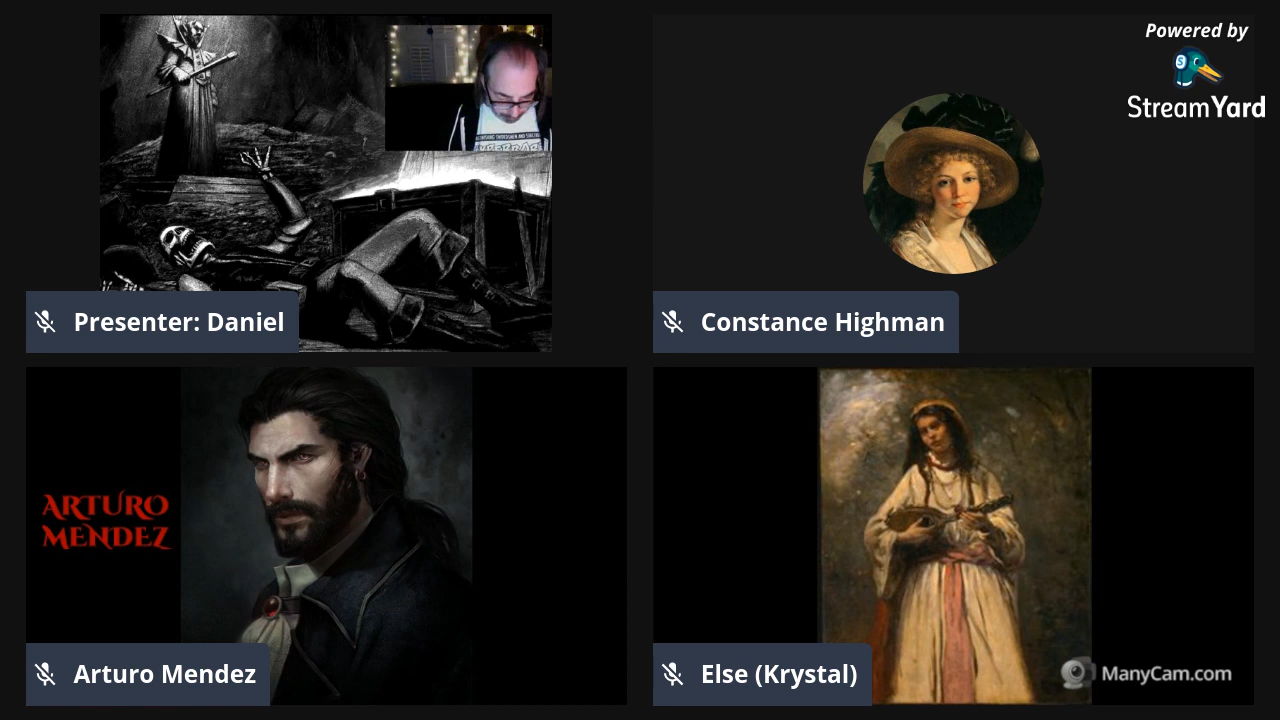 Powered by
StreamYard
Presenter: Daniel
Constance Highman
ARTURO
MENDEZ
Arturo Mendez
Else (Krystal)
ManyCam.com